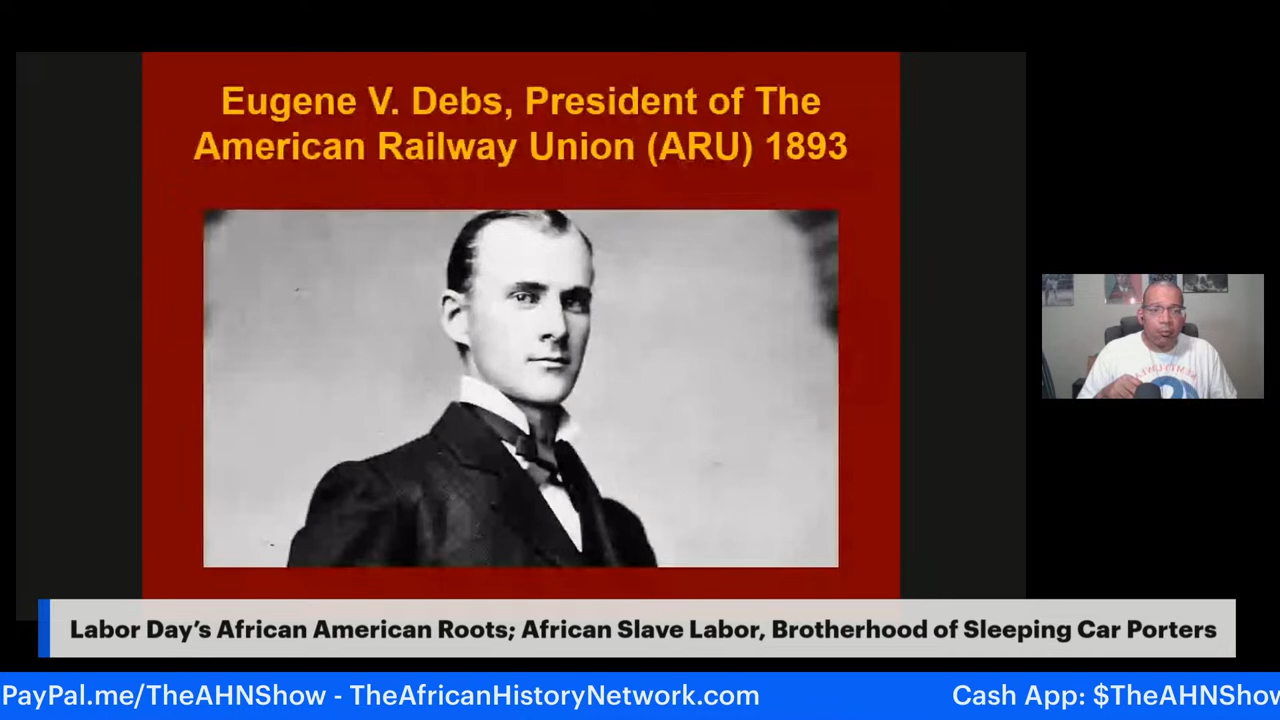 Eugene V. Debs, President of The
American Railway Union (ARU) 1893
Labor Day's African American Roots; African Slave Labor, Brotherhood of Sleeping Car Porters
PayPal.me/TheAHNShow - TheAfricanHistoryNetwork.com
Cash App: $TheAHNShow